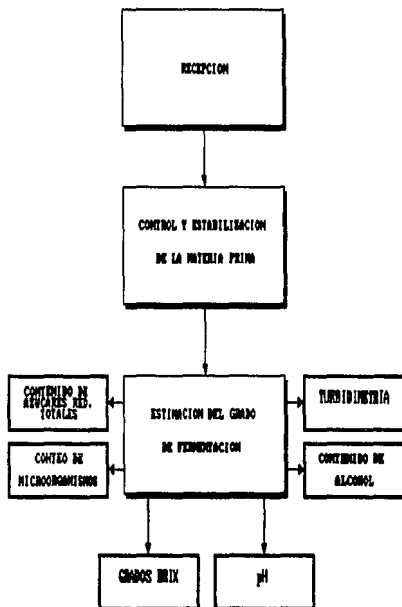 RECEPCION
CONTROL Y ESTABILIZACION
DE LA MATERIA PRIMA
CONTENIDO DE
AZUCARES RED.
TOTALES
ESTIMACION DEL GRADO
DE FERMENTACION
TURBIDIMETRIA
CONTEO DE
MICROORGANISMOS
CONTENIDO DE
ALCOHOL
GRADOS BRIX
pH